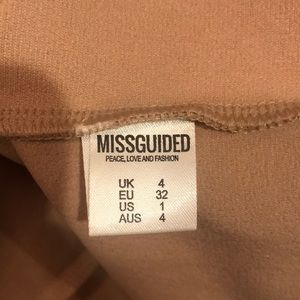 MISSGUIDED
PEACE, LOVE AND FASHION
UK 4
EU 32
US 1
AUS 4